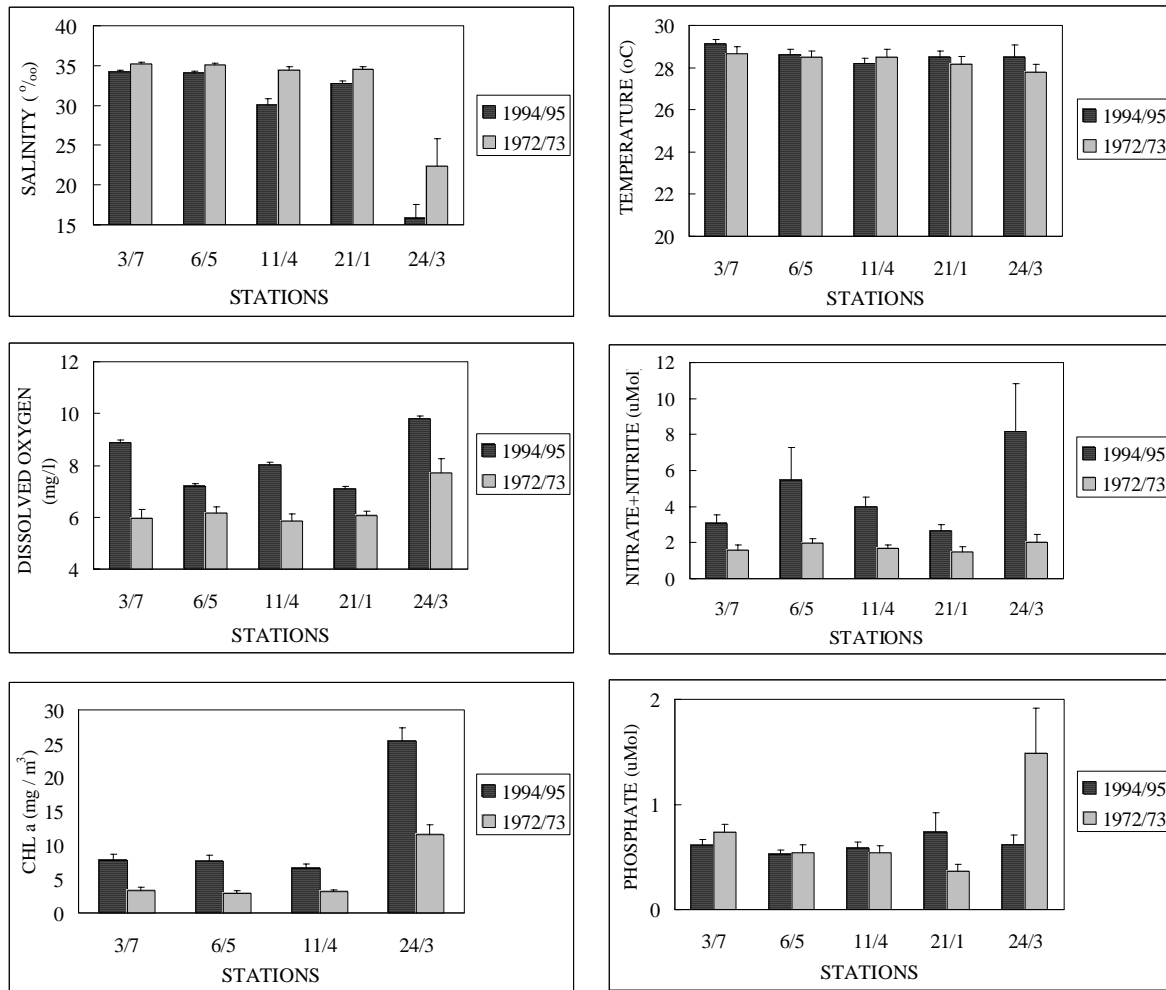 40
35
30
25
20
15
SALINITY ( °/oo)
3/7 6/5 11/4 21/1 24/3
STATIONS
1994/95
1972/73
30
28
26
24
22
20
TEMPERATURE (oC)
3/7 6/5 11/4 21/1 24/3
STATIONS
1994/95
1972/73
12
10
8
6
4
DISSOLVED OXYGEN
(mg/l)
3/7 6/5 11/4 21/1 24/3
STATIONS
1994/95
1972/73
12
10
8
6
4
2
0
NITRATE+NITRITE (uMol
3/7 6/5 11/4 21/1 24/3
STATIONS
1994/95
1972/73
30
25
20
15
10
5
0
CHL a (mg / m³)
3/7 6/5 11/4 24/3
STATIONS
1994/95
1972/73
2
1
0
PHOSPHATE (uMol)
3/7 6/5 11/4 21/1 24/3
STATIONS
1994/95
1972/73